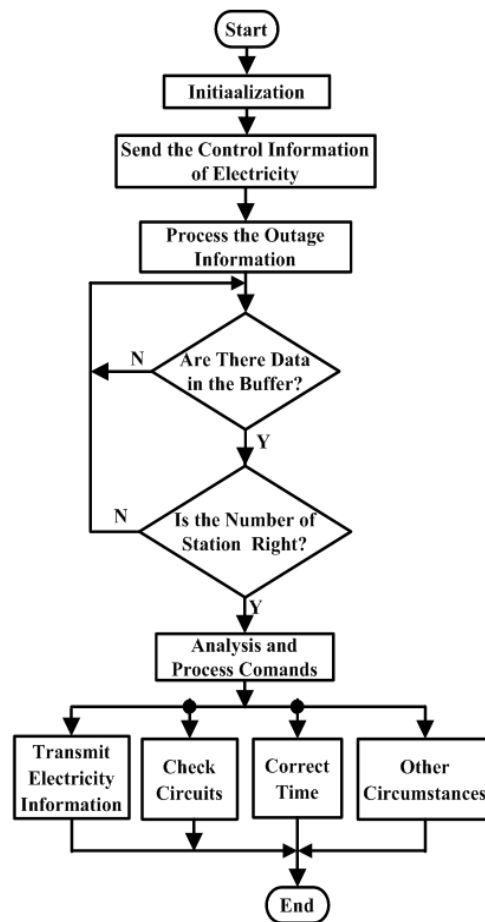 Start
Initiaalization
Send the Control Information
of Electricity
Process the Outage
Information
N
Are There Data
in the Buffer?
Y
N
Is the Number of
Station Right?
Y
Analysis and
Process Comands
Transmit
Electricity
Information
Check
Circuits
Correct
Time
Other
Circumstances
End